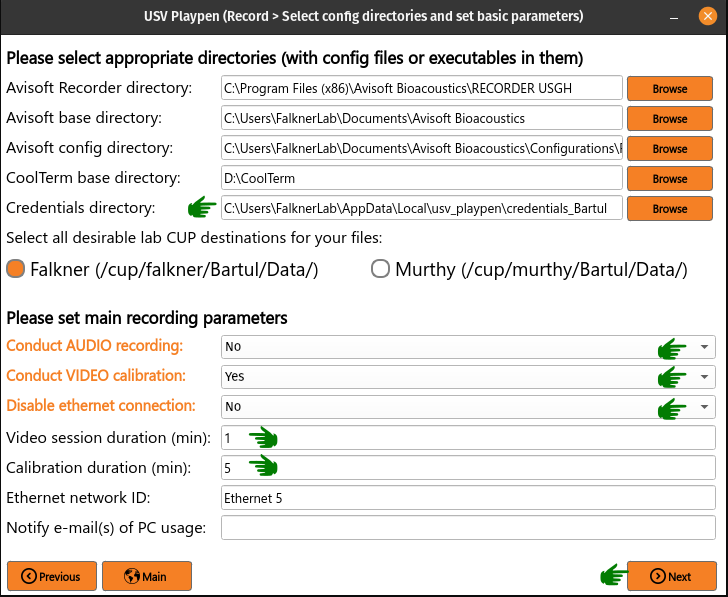 USV Playpen (Record > Select config directories and set basic parameters)
Please select appropriate directories (with config files or executables in them)
Avisoft Recorder directory: C:\Program Files (x86)\Avisoft Bioacoustics\RECORDER USGH Browse
Avisoft base directory: C:\Users\FalknerLab\Documents\Avisoft Bioacoustics Browse
Avisoft config directory: C:\Users\FalknerLab\Documents\Avisoft Bioacoustics\Configurations\ Browse
CoolTerm base directory: D:\CoolTerm Browse
Credentials directory: C:\Users\FalknerLab\AppData\Local\usv_playpen\credentials_Bartul Browse
Select all desirable lab CUP destinations for your files:
Falkner (/cup/falkner/Bartul/Data/) Murthy (/cup/murthy/Bartul/Data/)
Please set main recording parameters
Conduct AUDIO recording: No
Conduct VIDEO calibration: Yes
Disable ethernet connection: No
Video session duration (min): 1
Calibration duration (min): 5
Ethernet network ID: Ethernet 5
Notify e-mail(s) of PC usage:
Previous Main Next